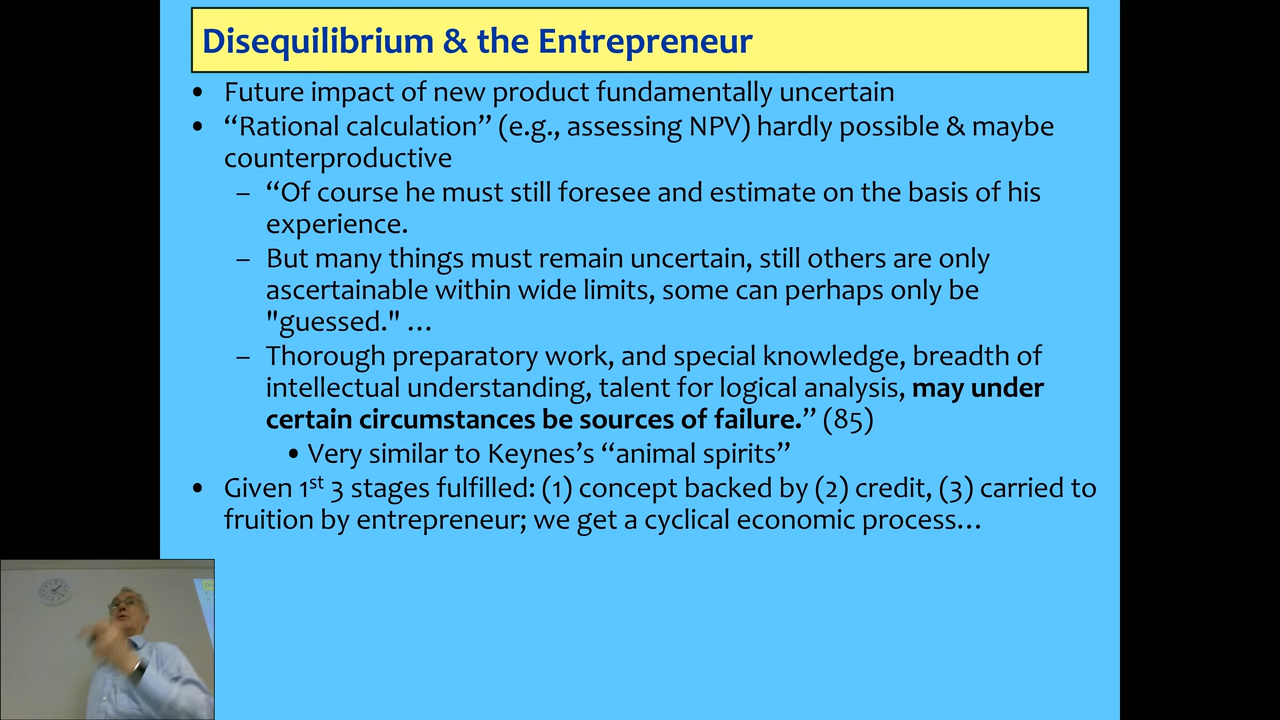 Disequilibrium & the Entrepreneur
• Future impact of new product fundamentally uncertain
• “Rational calculation” (e.g., assessing NPV) hardly possible & maybe
counterproductive
– “Of course he must still foresee and estimate on the basis of his
experience.
– But many things must remain uncertain, still others are only
ascertainable within wide limits, some can perhaps only be
"guessed." …
– Thorough preparatory work, and special knowledge, breadth of
intellectual understanding, talent for logical analysis, may under
certain circumstances be sources of failure.” (85)
• Very similar to Keynes’s “animal spirits”
• Given 1st 3 stages fulfilled: (1) concept backed by (2) credit, (3) carried to
fruition by entrepreneur; we get a cyclical economic process…